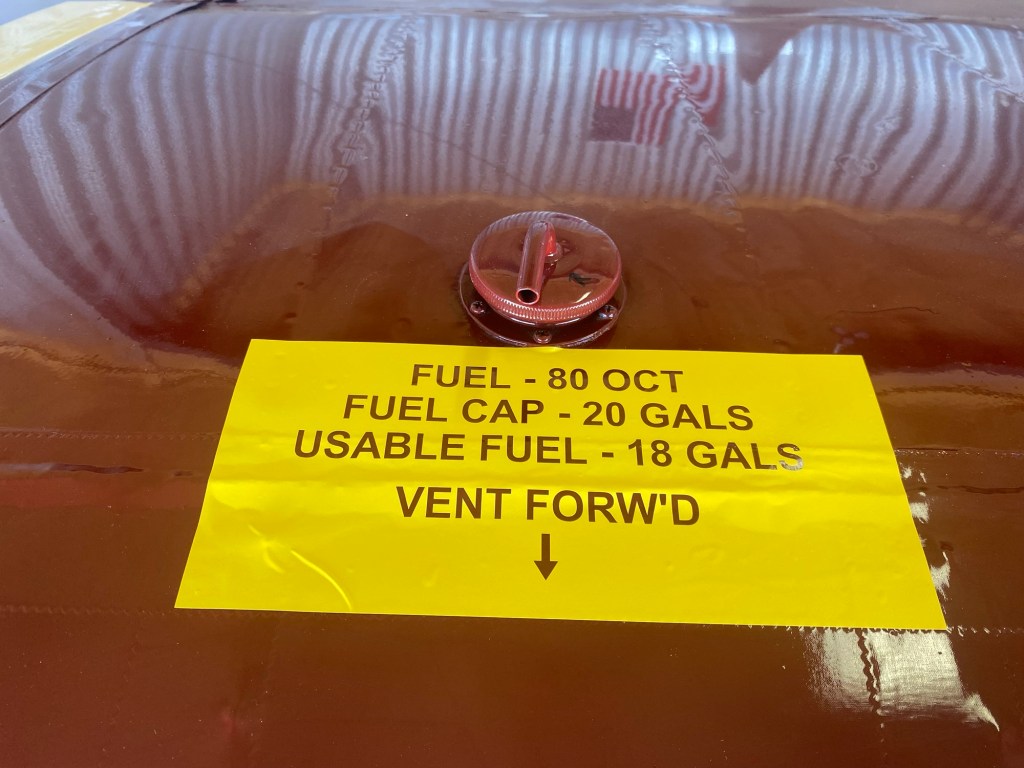 FUEL - 80 OCT
FUEL CAP - 20 GALS
USABLE FUEL - 18 GALS
VENT FORW'D